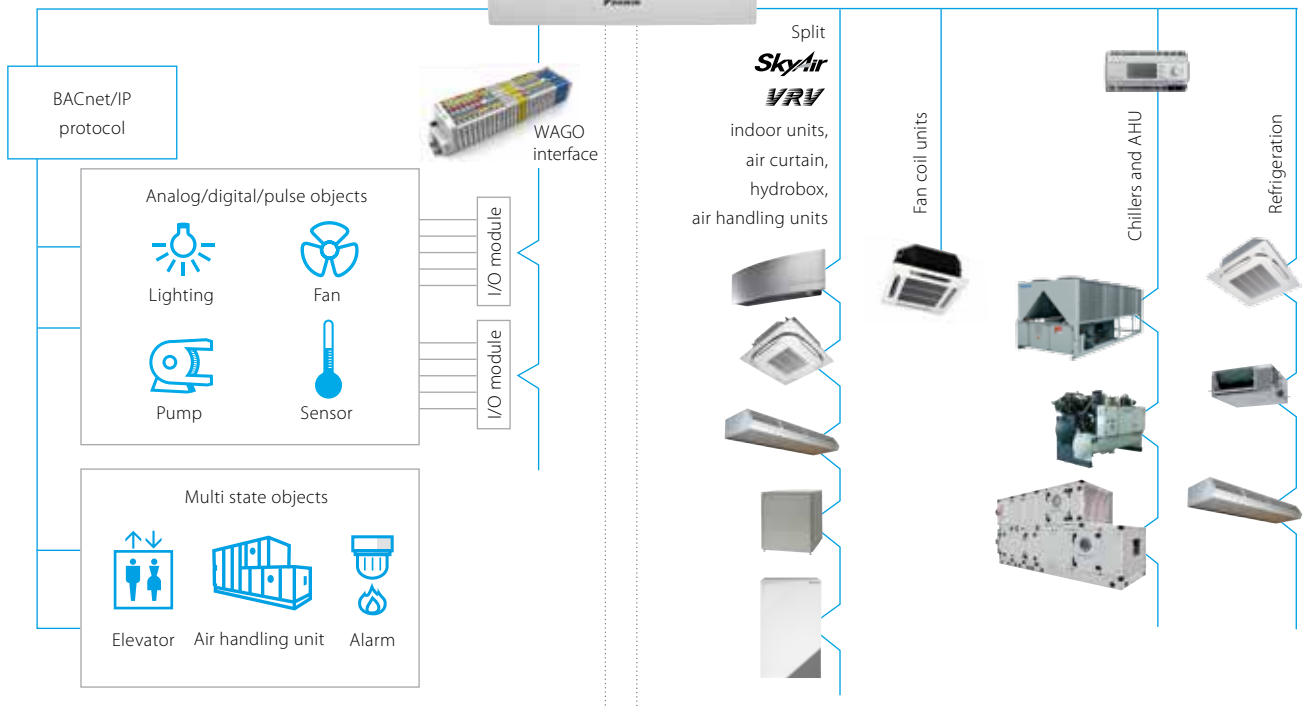 DAIKIN
BACnet/IP
protocol
WAGO
interface
Analog/digital/pulse objects
Lighting
Fan
Pump
Sensor
I/O module
I/O module
Multi state objects
Elevator
Air handling unit
Alarm
Split
SkyAir
VRV
indoor units,
air curtain,
hydrobox,
air handling units
Fan coil units
Chillers and AHU
Refrigeration